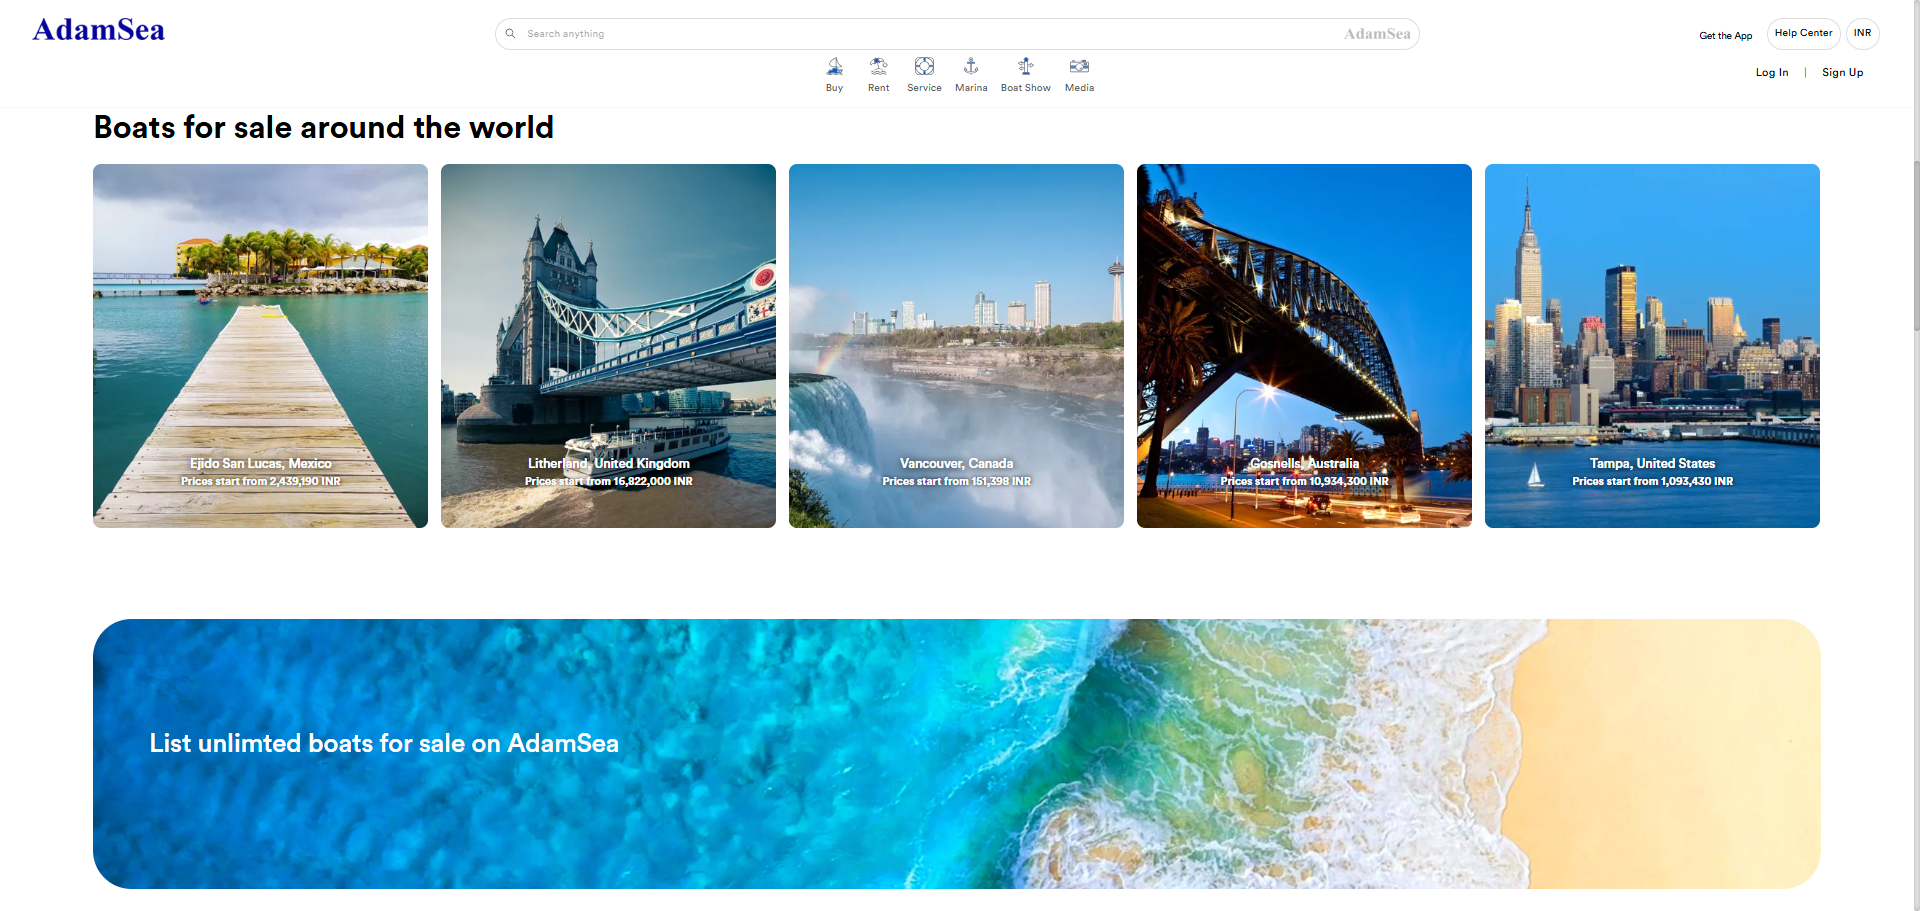 AdamSea
Search anything
AdamSea
Get the App
Help Center
INR
Buy
Rent
Service
Marina
Boat Show
Media
Log In
|
Sign Up
Boats for sale around the world
Ejido San Lucas, Mexico
Prices start from 2,439,190 INR
Litherland, United Kingdom
Prices start from 16,822,000 INR
Vancouver, Canada
Prices start from 151,398 INR
Gosnells, Australia
Prices start from 10,934,300 INR
Tampa, United States
Prices start from 1,093,430 INR
List unlimted boats for sale on AdamSea